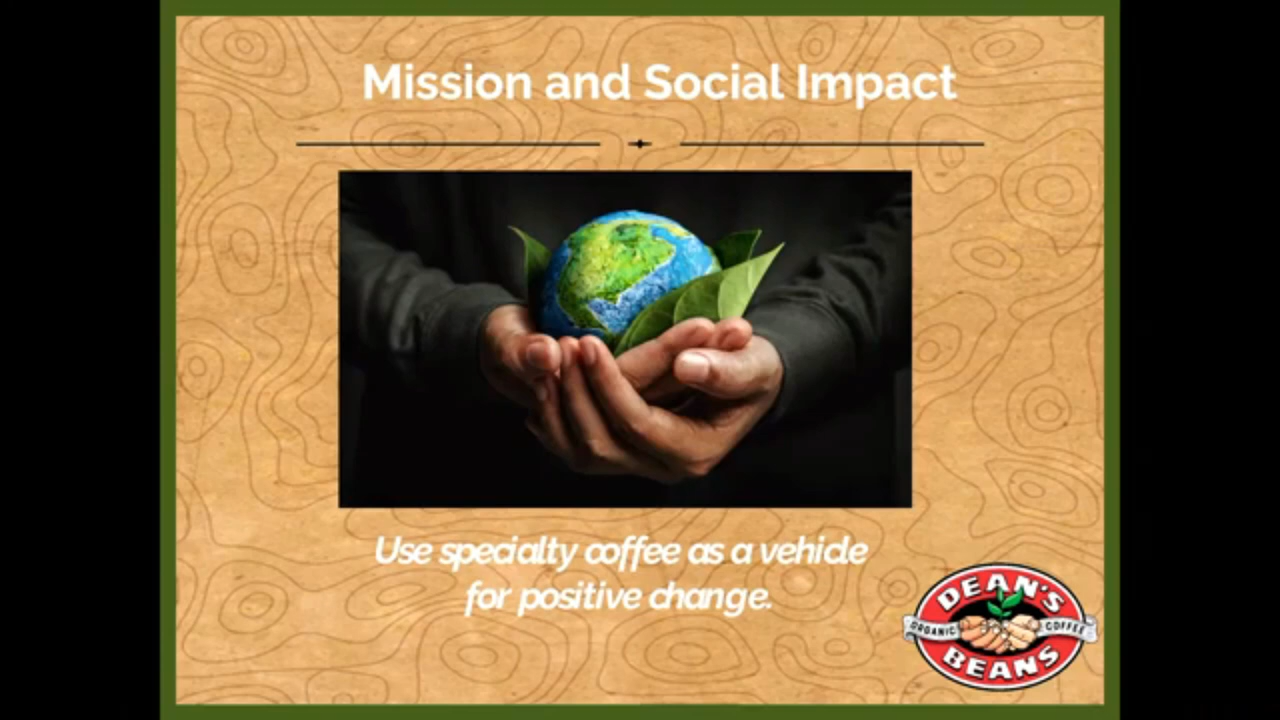 Mission and Social Impact
Use specialty coffee as a vehicle
for positive change.
DEAN'S
ORGANIC COFFEE
BEANS